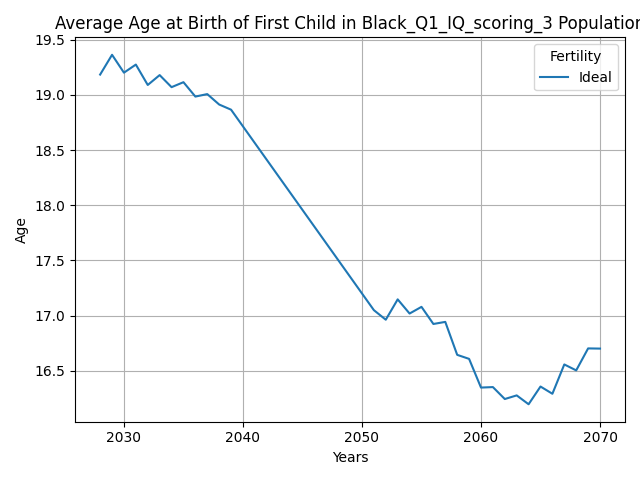 Average Age at Birth of First Child in Black_Q1_IQ_scoring_3 Population
Fertility
Ideal
19.5
19.0
18.5
18.0
17.5
17.0
16.5
Age
2030 2040 2050 2060 2070
Years